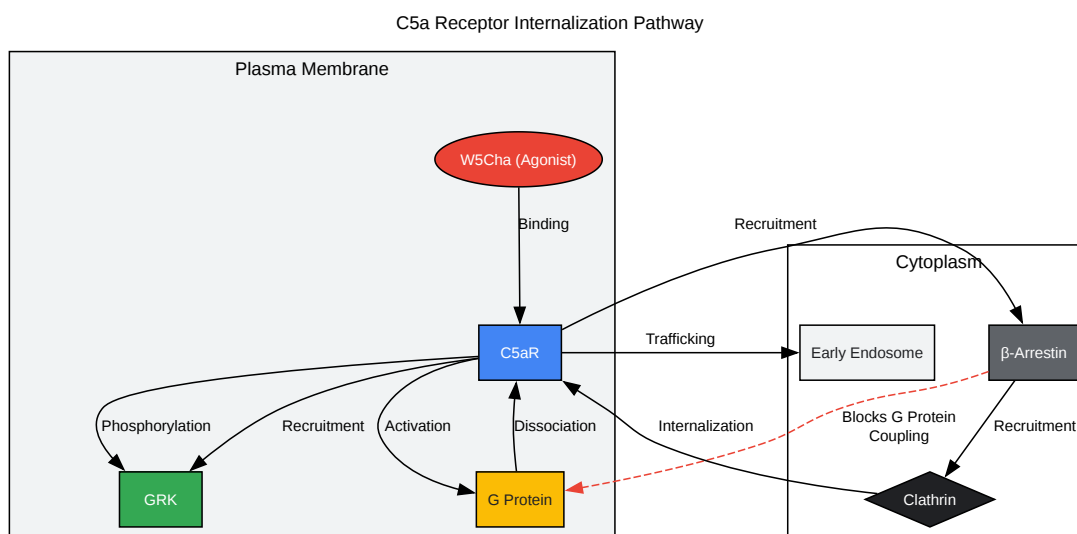 C5a Receptor Internalization Pathway
Plasma Membrane
W5Cha (Agonist)
Binding
Recruitment
Cytoplasm
C5aR
Trafficking
Early Endosome
β-Arrestin
Phosphorylation
Recruitment
Activation
Dissociation
Internalization
Blocks G Protein
Coupling
Recruitment
GRK
G Protein
Clathrin